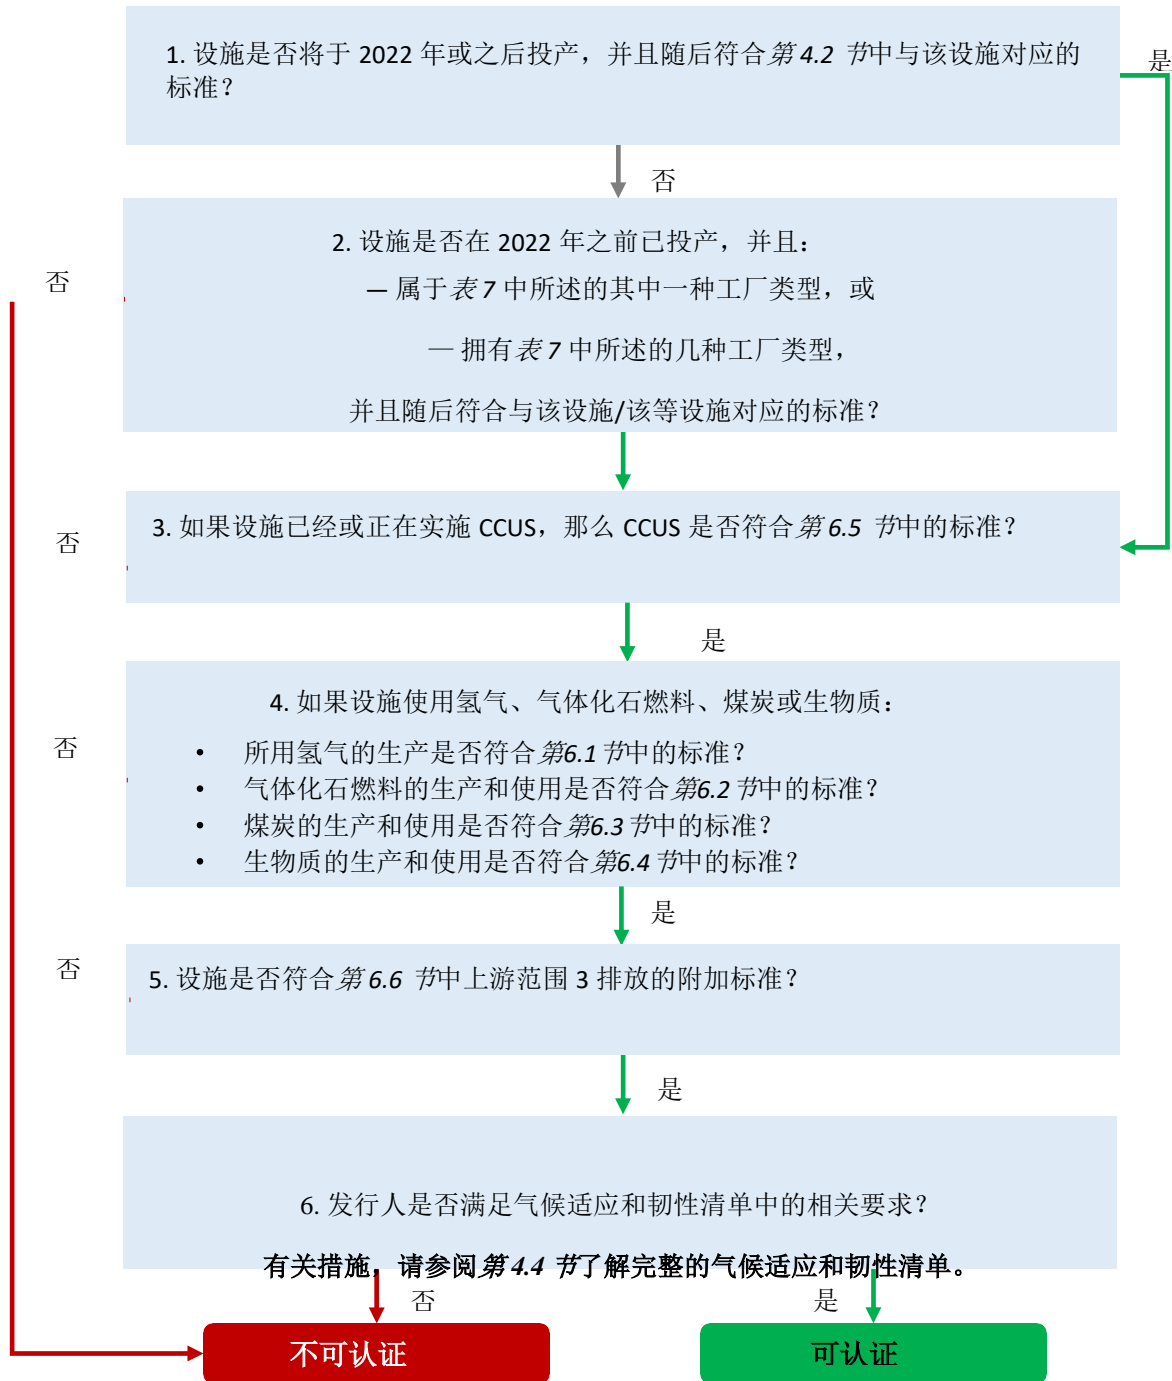 1. 设施是否将于 2022 年或之后投产，并且随后符合第 4.2 节中与该设施对应的
标准？
是
否
2. 设施是否在 2022 年之前已投产，并且：
— 属于表 7 中所述的其中一种工厂类型，或
— 拥有表 7 中所述的几种工厂类型，
并且随后符合与该设施/该等设施对应的标准？
否
3. 如果设施已经或正在实施 CCUS，那么 CCUS 是否符合第 6.5 节中的标准？
否
是
4. 如果设施使用氢气、气体化石燃料、煤炭或生物质：
• 所用氢气的生产是否符合第6.1 节中的标准？
• 气体化石燃料的生产和使用是否符合第6.2 节中的标准？
• 煤炭的生产和使用是否符合第6.3 节中的标准？
• 生物质的生产和使用是否符合第6.4 节中的标准？
否
是
5. 设施是否符合第 6.6 节中上游范围 3 排放的附加标准？
否
是
6. 发行人是否满足气候适应和韧性清单中的相关要求？
有关措施，请参阅第 4.4 节了解完整的气候适应和韧性清单。
否
是
不可认证
可认证